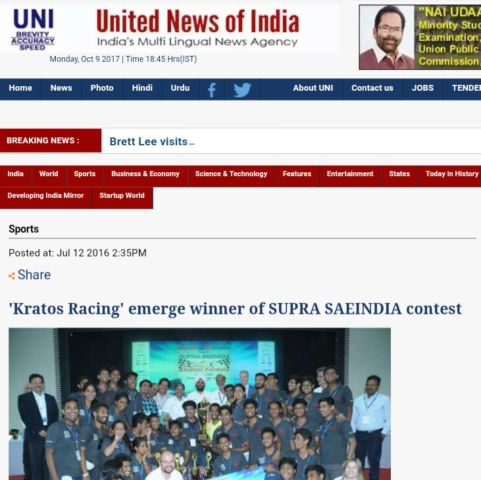 UNI
BREVITY
ACCURACY
SPEED
United News of India
India's Multi Lingual News Agency
"NAI UDAA
Minority Stud
Examination,
Union Public
Commission,
Monday, Oct 9 2017 | Time 18:45 Hrs(IST)
Home News Photo Hindi Urdu About UNI Contact us JOBS TENDE
BREAKING NEWS : Brett Lee visits
India World Sports Business & Economy Science & Technology Features Entertainment States Today in History
Developing India Mirror Startup World
Sports
Posted at: Jul 12 2016 2:35PM
Share
'Kratos Racing' emerge winner of SUPRA SAEINDIA contest
SUPRA SAEINDIA
Student Formula